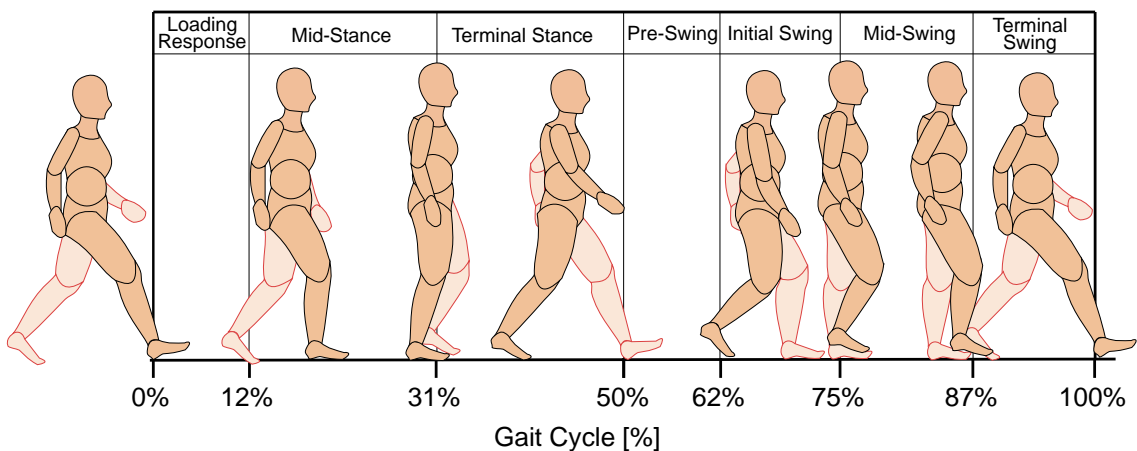 Loading
Response
Mid-Stance
Terminal Stance
Pre-Swing
Initial Swing
Mid-Swing
Terminal
Swing
0%
12%
31%
50%
62%
75%
87%
100%
Gait Cycle [%]